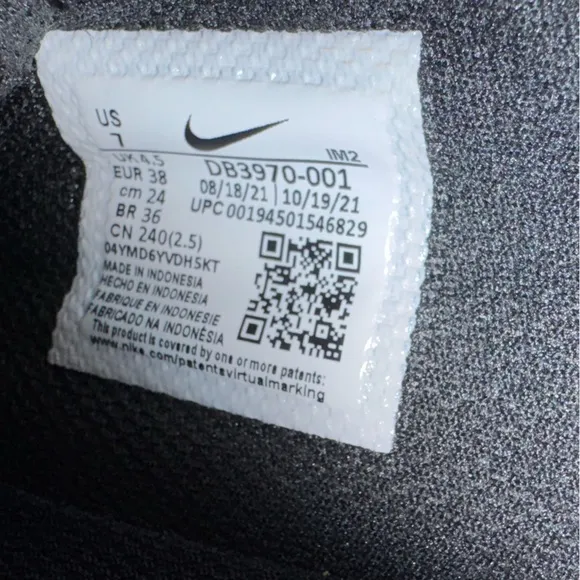 US
7
IM2
UK 4.5
DB3970-001
EUR 38
08/18/21 | 10/19/21
cm 24
UPC 00194501546829
BR 36
CN 240(2.5)
04YMD6YVDH5KT
MADE IN INDONESIA
HECHO EN INDONESIA
FABRIQUE EN INDONESIE
FABRICADO NA INDONÉSIA
This product is covered by one or more patents:
www.nike.com/patentsvirtualmarking